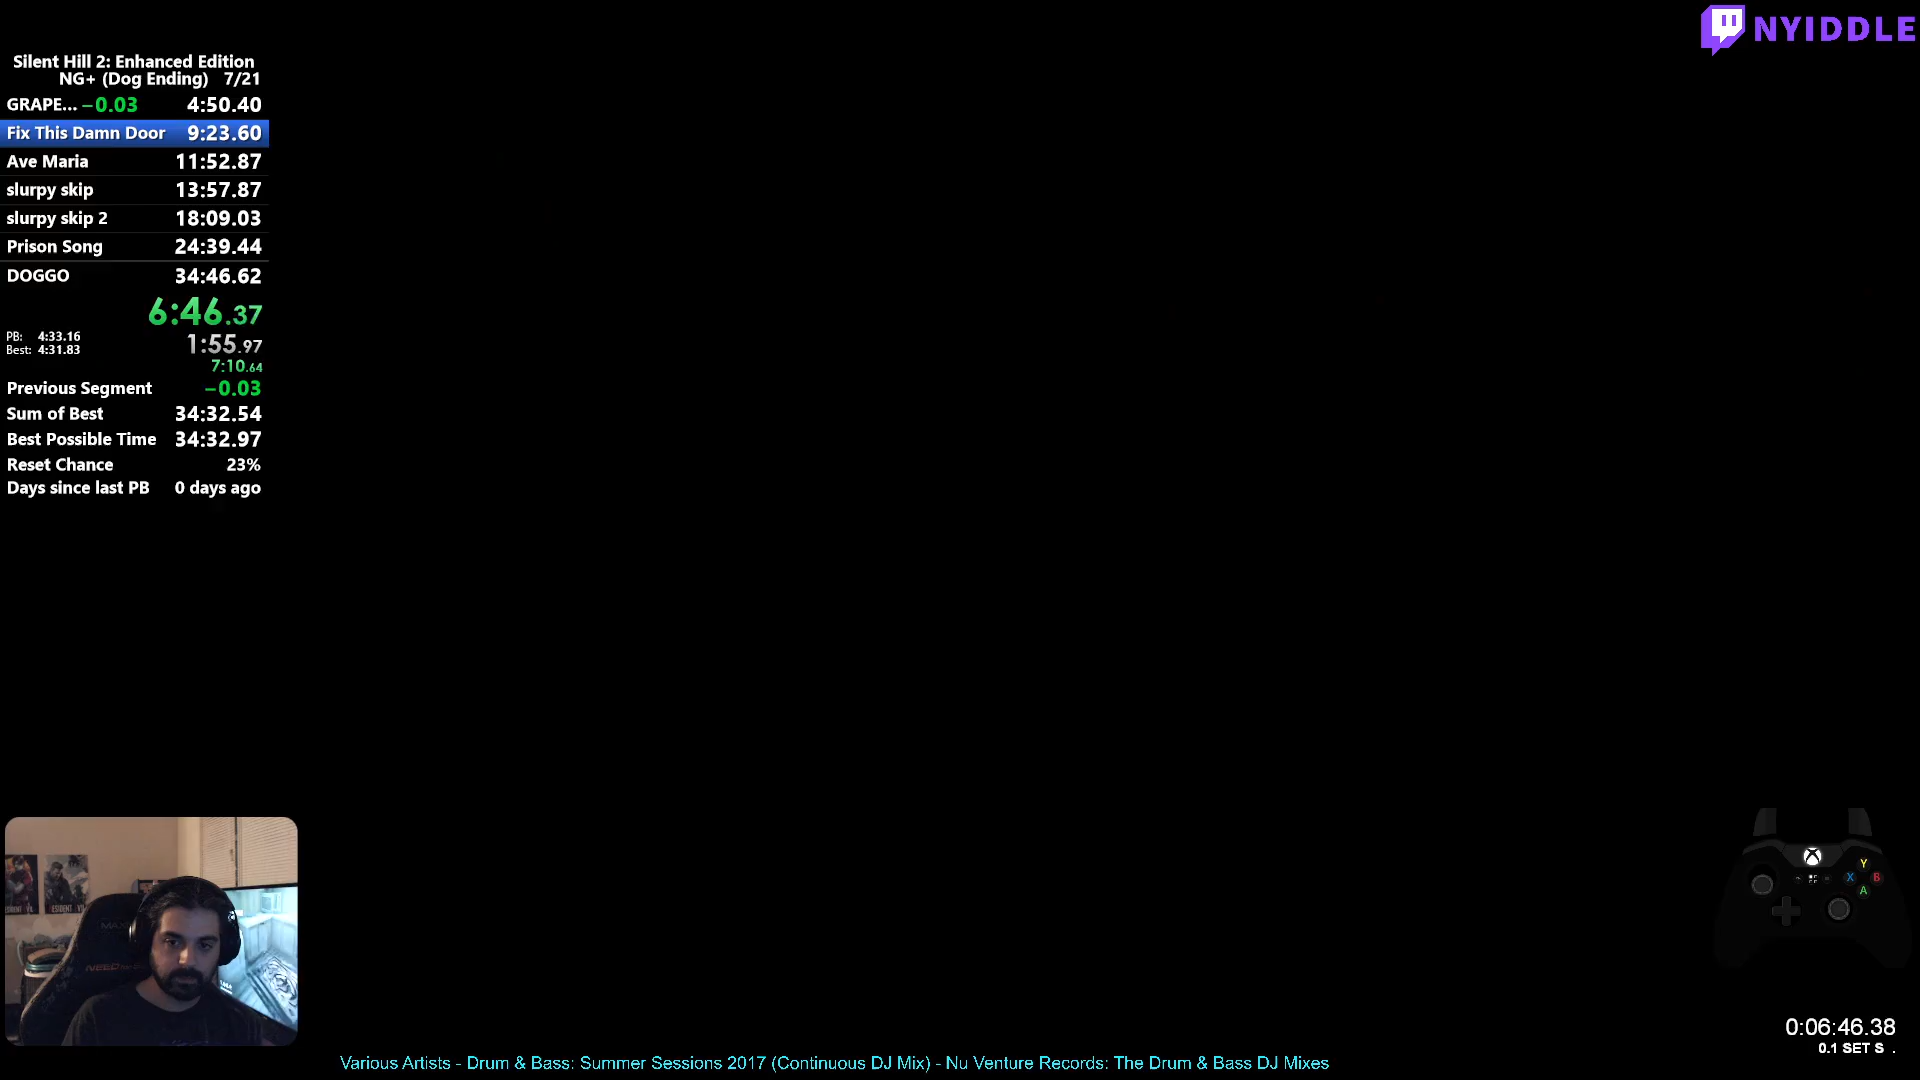 NYIDDLE
Silent Hill 2: Enhanced Edition
NG+ (Dog Ending) 7/21
GRAPE... −0.03 4:50.40
Fix This Damn Door 9:23.60
Ave Maria 11:52.87
slurpy skip 13:57.87
slurpy skip 2 18:09.03
Prison Song 24:39.44
DOGGO 34:46.62
6:46.37
PB: 4:33.16
Best: 4:31.83
1:55.97
7:10.64
Previous Segment −0.03
Sum of Best 34:32.54
Best Possible Time 34:32.97
Reset Chance 23%
Days since last PB 0 days ago
Y
X B
A
0:06:46.38
0.1 SET S .
Various Artists - Drum & Bass: Summer Sessions 2017 (Continuous DJ Mix) - Nu Venture Records: The Drum & Bass DJ Mixes